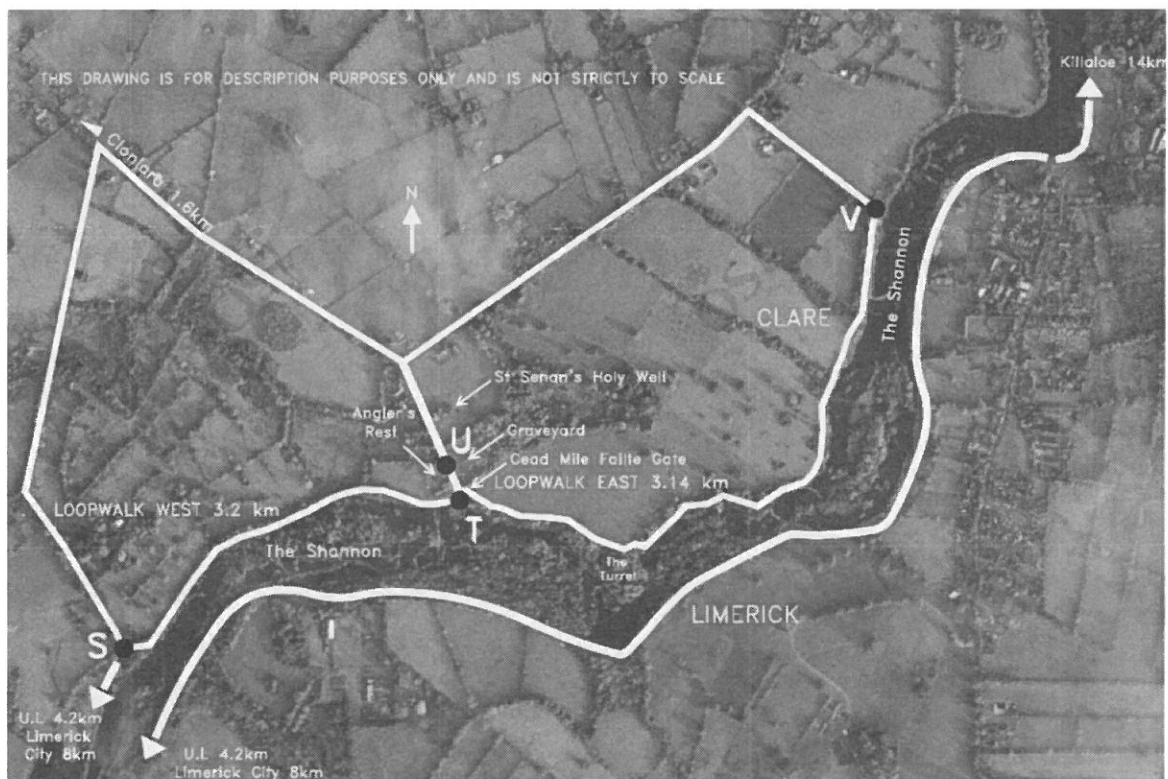 Killaloe 14km
THIS DRAWING IS FOR DESCRIPTION PURPOSES ONLY AND IS NOT STRICTLY TO SCALE
Clonlara 1.6km
N
V
The Shannon
CLARE
St Senan's Holy Well
Angler's
Rest
U
Graveyard
Cead Mile Failte Gate
LOOPWALK EAST 3.14 km
LOOPWALK WEST 3.2 km
T
The Shannon
The
Turret
LIMERICK
S
U.L 4.2km
Limerick
City 8km
U.L 4.2km
Limerick City 8km